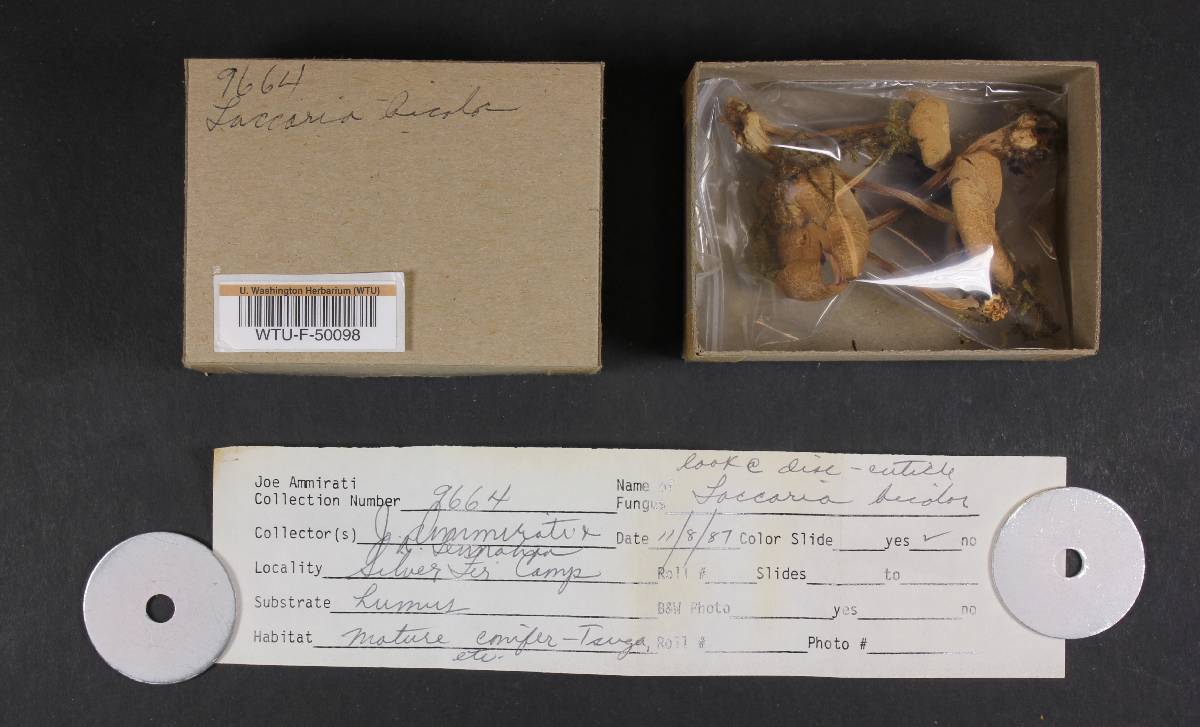 9664
Laccaria bicolor
U. Washington Herbarium (WTU)
WTU-F-50098
look @ disc - cuticle
Joe Ammirati
Collection Number 9664
Name of Fungus Laccaria bicolor
Collector(s) J. Ammirati &
Date 11/8/87 Color Slide yes ✓ no
Locality Silver Fir Camp
Roll # Slides to
Substrate humus
B&W Photo yes no
Habitat mature conifer - Tsuga,
etc.
Roll # Photo #